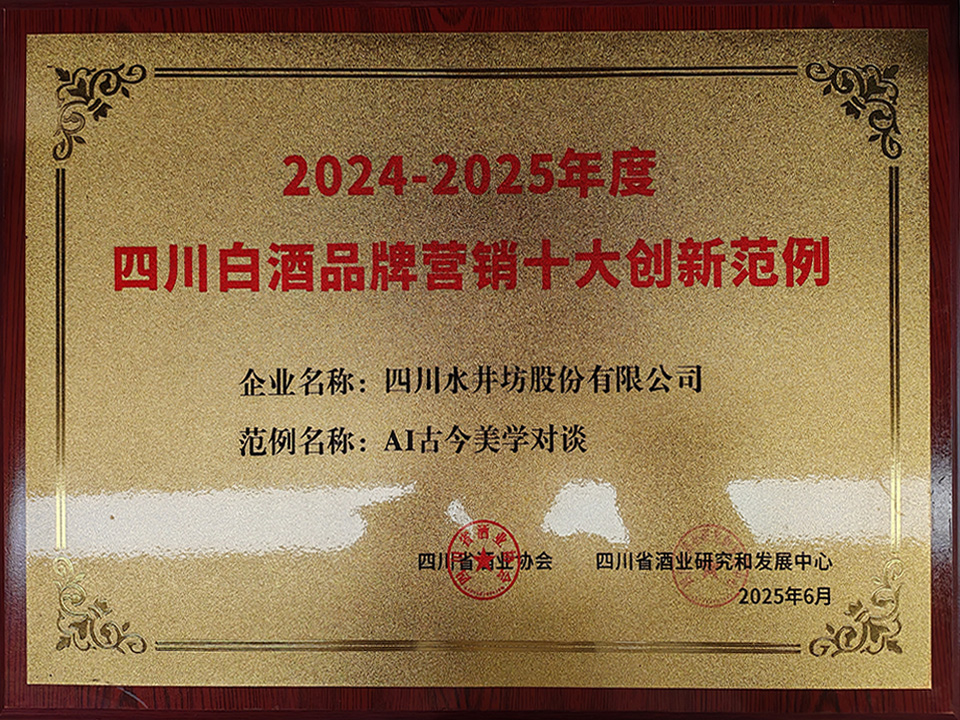 2024-2025年度
四川白酒品牌营销十大创新范例
企业名称：四川水井坊股份有限公司
范例名称：AI古今美学对谈
四川省酒业协会 四川省酒业研究和发展中心
2025年6月